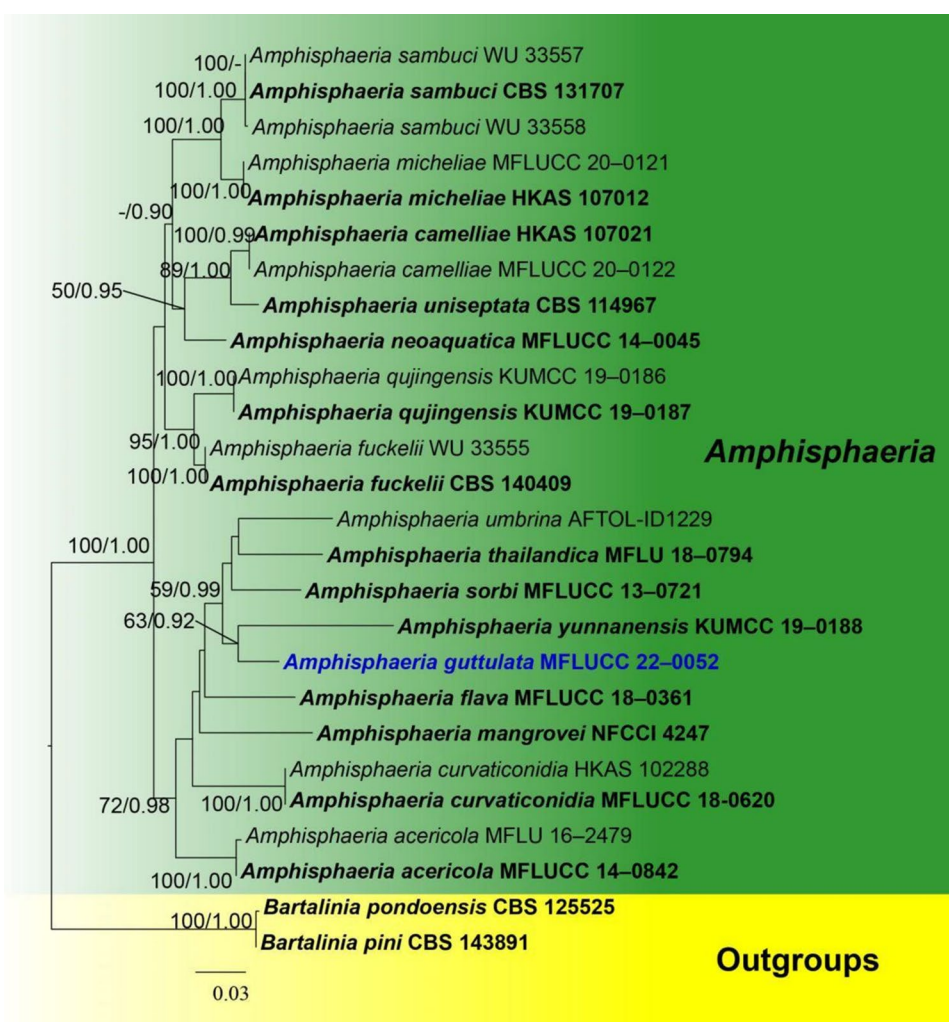 Amphisphaeria sambuci WU 33557
100/-
100/1.00
Amphisphaeria sambuci CBS 131707
100/1.00
Amphisphaeria sambuci WU 33558
Amphisphaeria micheliae MFLUCC 20–0121
100/1.00
Amphisphaeria micheliae HKAS 107012
-/0.90
100/0.99
Amphisphaeria camelliae HKAS 107021
89/1.00
Amphisphaeria camelliae MFLUCC 20–0122
50/0.95
Amphisphaeria uniseptata CBS 114967
Amphisphaeria neoaquatica MFLUCC 14–0045
100/1.00
Amphisphaeria qujingensis KUMCC 19–0186
Amphisphaeria qujingensis KUMCC 19–0187
95/1.00
Amphisphaeria fuckelii WU 33555
Amphisphaeria
100/1.00
Amphisphaeria fuckelii CBS 140409
Amphisphaeria umbrina AFTOL-ID1229
100/1.00
Amphisphaeria thailandica MFLU 18–0794
59/0.99
Amphisphaeria sorbi MFLUCC 13–0721
63/0.92
Amphisphaeria yunnanensis KUMCC 19–0188
Amphisphaeria guttulata MFLUCC 22–0052
Amphisphaeria flava MFLUCC 18–0361
Amphisphaeria mangrovei NFCCI 4247
Amphisphaeria curvaticonidia HKAS 102288
72/0.98
100/1.00
Amphisphaeria curvaticonidia MFLUCC 18-0620
Amphisphaeria acericola MFLU 16–2479
Amphisphaeria acericola MFLUCC 14–0842
100/1.00
Bartalinia pondoensis CBS 125525
100/1.00
Bartalinia pini CBS 143891
Outgroups
0.03